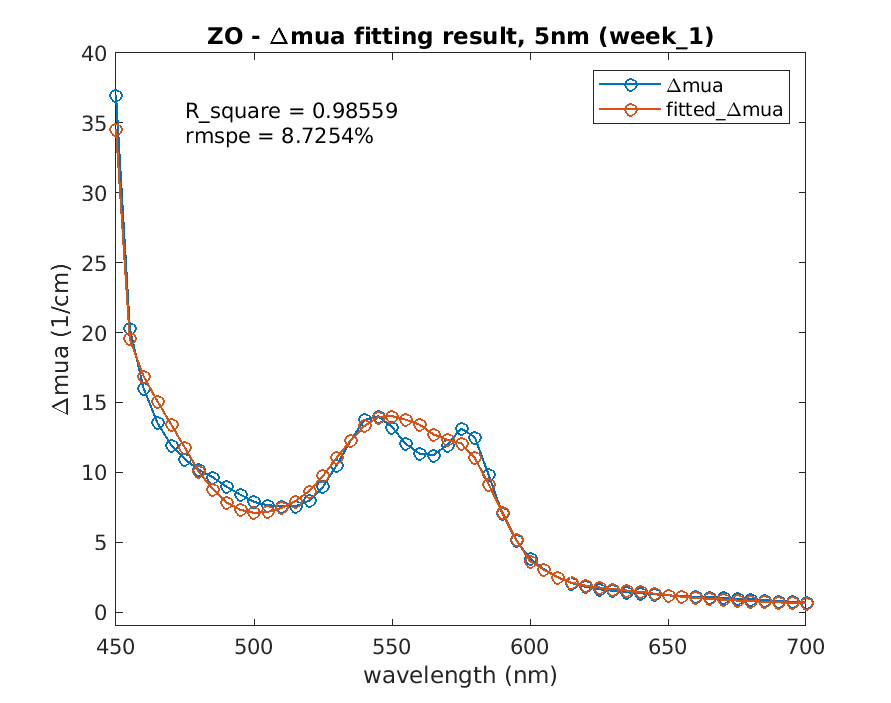 ZO - Δmua fitting result, 5nm (week_1)
R_square = 0.98559
rmspe = 8.7254%
Δmua
fitted_Δmua
40
35
30
25
20
15
10
5
0
Δmua (1/cm)
450 500 550 600 650 700
wavelength (nm)